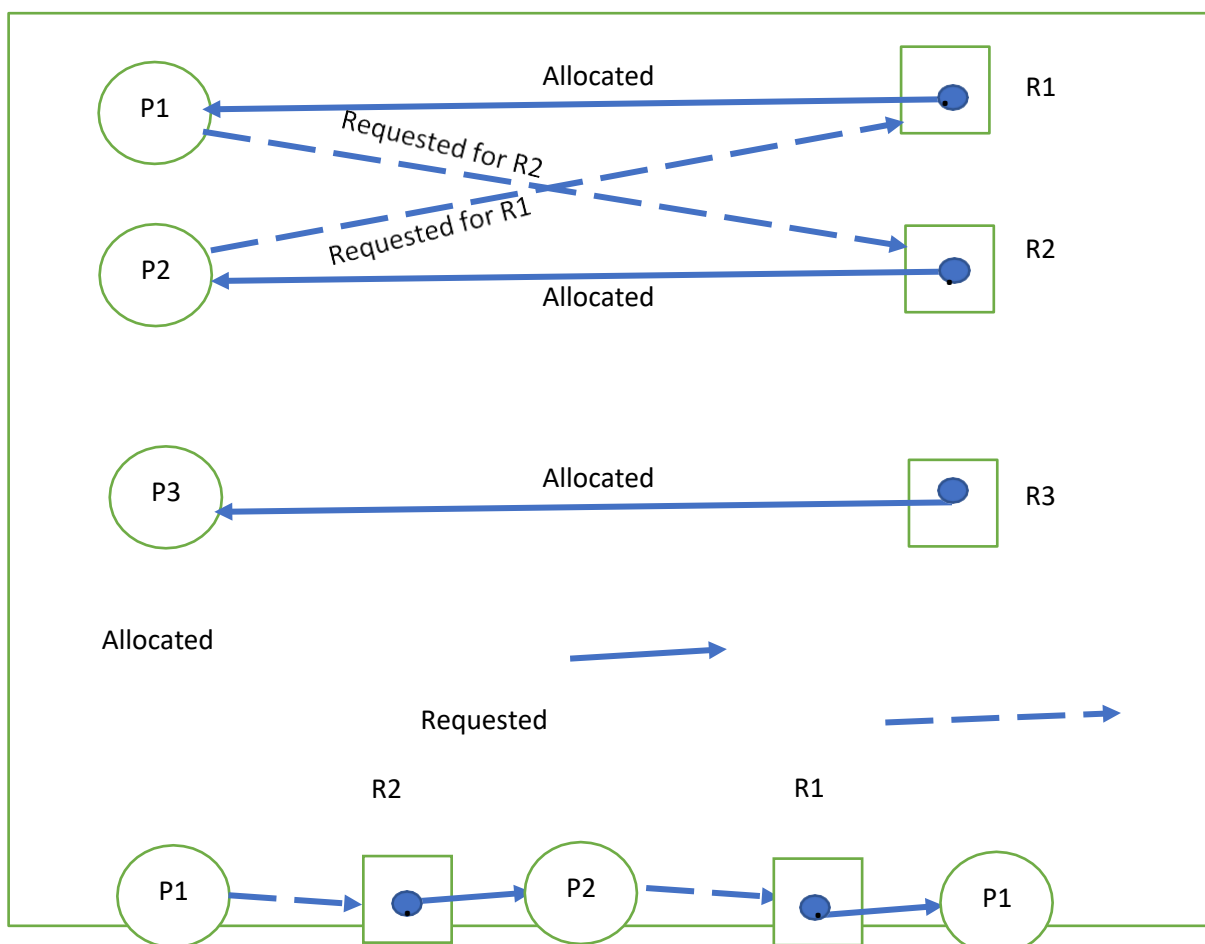 Allocated
P1
R1
Requested for R2
Requested for R1
P2
R2
Allocated
Allocated
P3
R3
Allocated
Requested
R2
R1
P1
P2
P1